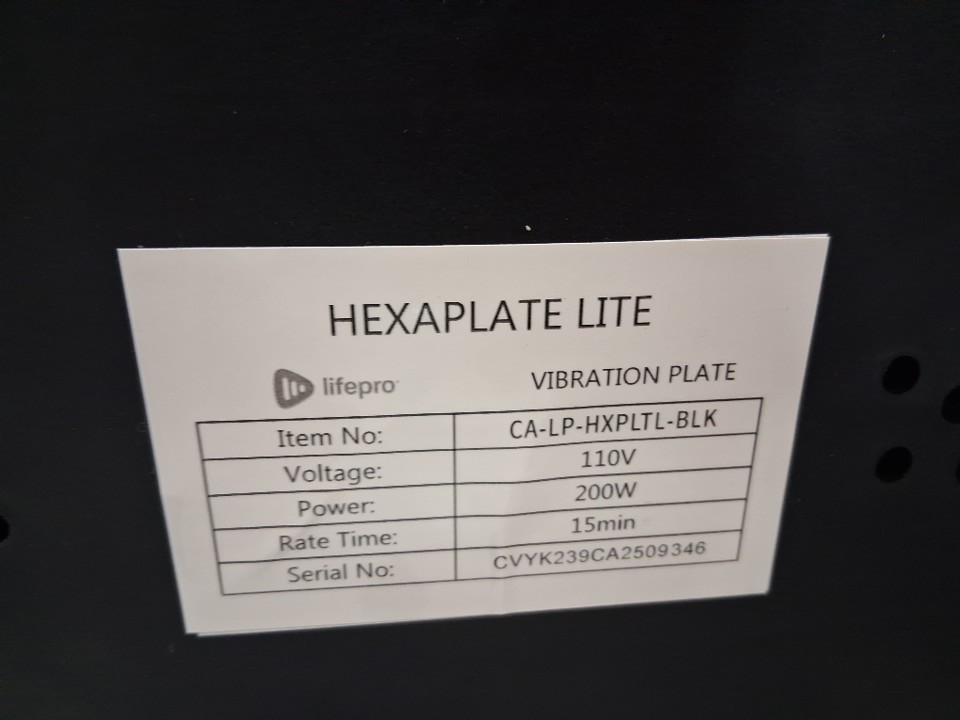 HEXAPLATE LITE
lifepro
VIBRATION PLATE
Item No: CA-LP-HXPLTL-BLK
Voltage: 110V
Power: 200W
Rate Time: 15min
Serial No: CVYK239CA2509346